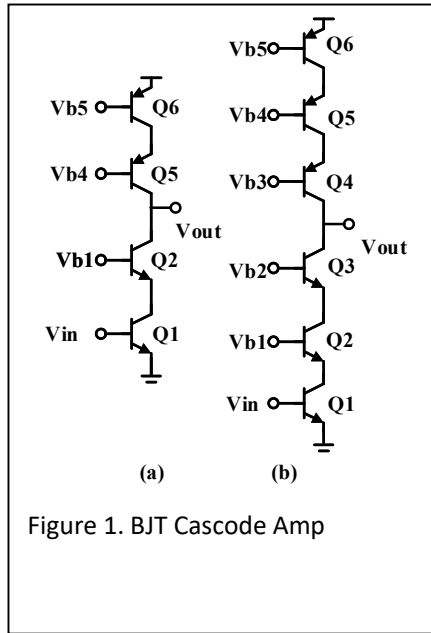 Vb5 Q6
Vb4 Q5
Vout
Vb1 Q2
Vin Q1
(a)
Vb5 Q6
Vb4 Q5
Vb3 Q4
Vout
Vb2 Q3
Vb1 Q2
Vin Q1
(b)
Figure 1. BJT Cascode Amp